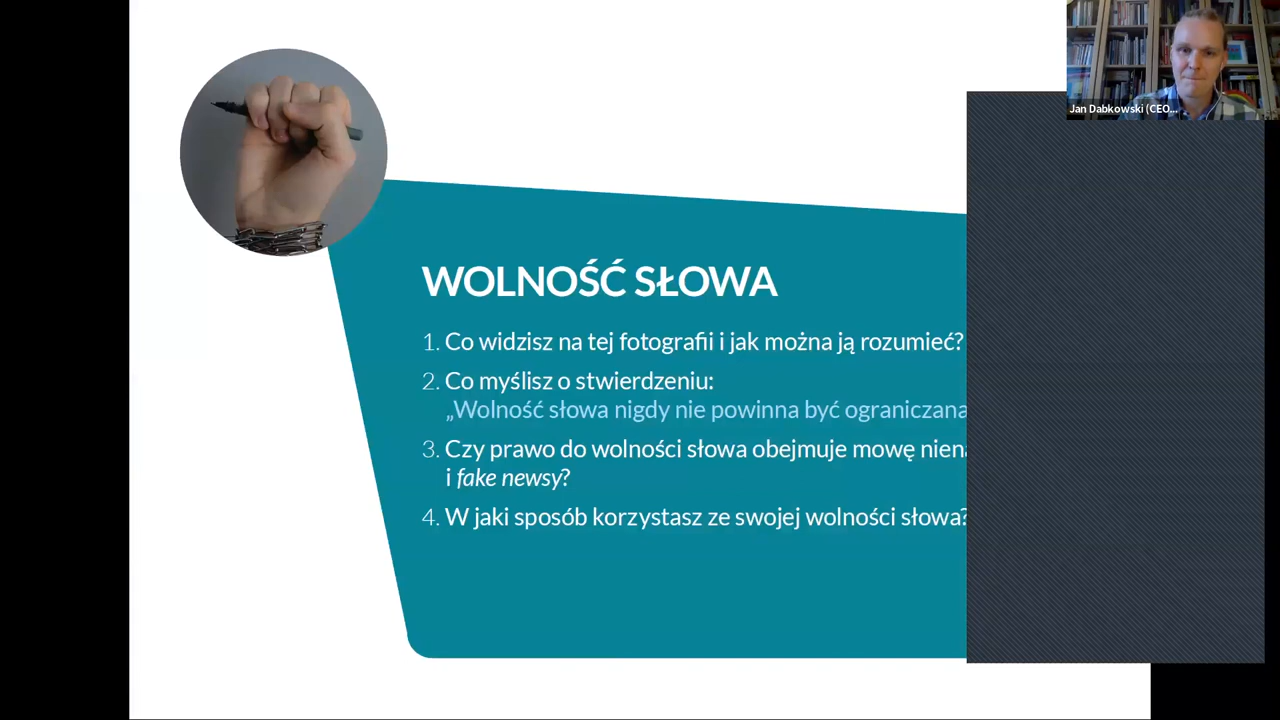 Jan Dabkowski (CEO...
WOLNOŚĆ SŁOWA
1. Co widzisz na tej fotografii i jak można ją rozumieć?
2. Co myślisz o stwierdzeniu:
„Wolność słowa nigdy nie powinna być ograniczana
3. Czy prawo do wolności słowa obejmuje mowę
i fake newsy?
4. W jaki sposób korzystasz ze swojej wolności słowa?